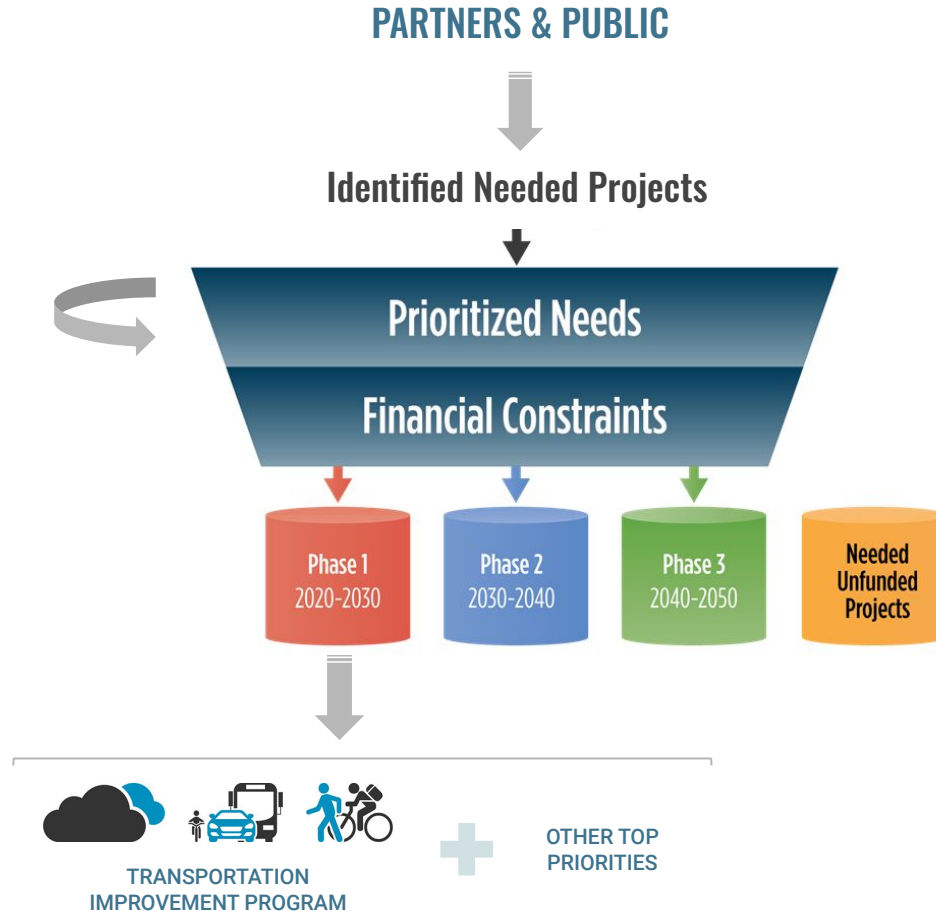 PARTNERS & PUBLIC
Identified Needed Projects
Prioritized Needs
Financial Constraints
Phase 1
2020-2030
Phase 2
2030-2040
Phase 3
2040-2050
Needed
Unfunded
Projects
TRANSPORTATION
IMPROVEMENT PROGRAM
OTHER TOP
PRIORITIES